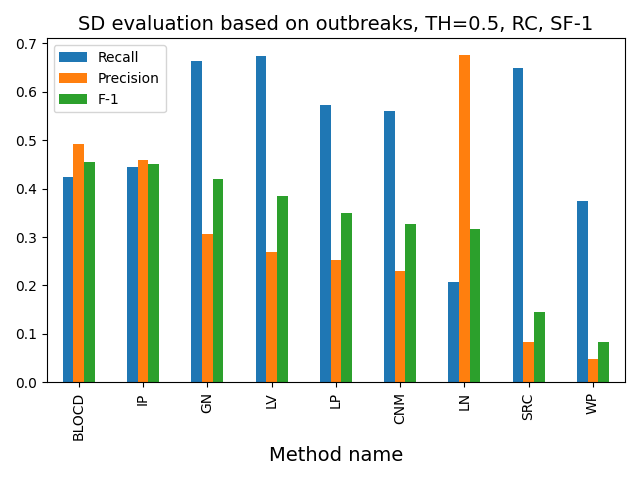 SD evaluation based on outbreaks, TH=0.5, RC, SF-1
Recall
Precision
F-1
0.7
0.6
0.5
0.4
0.3
0.2
0.1
0.0
BLOCD
IP
GN
LV
LP
CNM
LN
SRC
WP
Method name